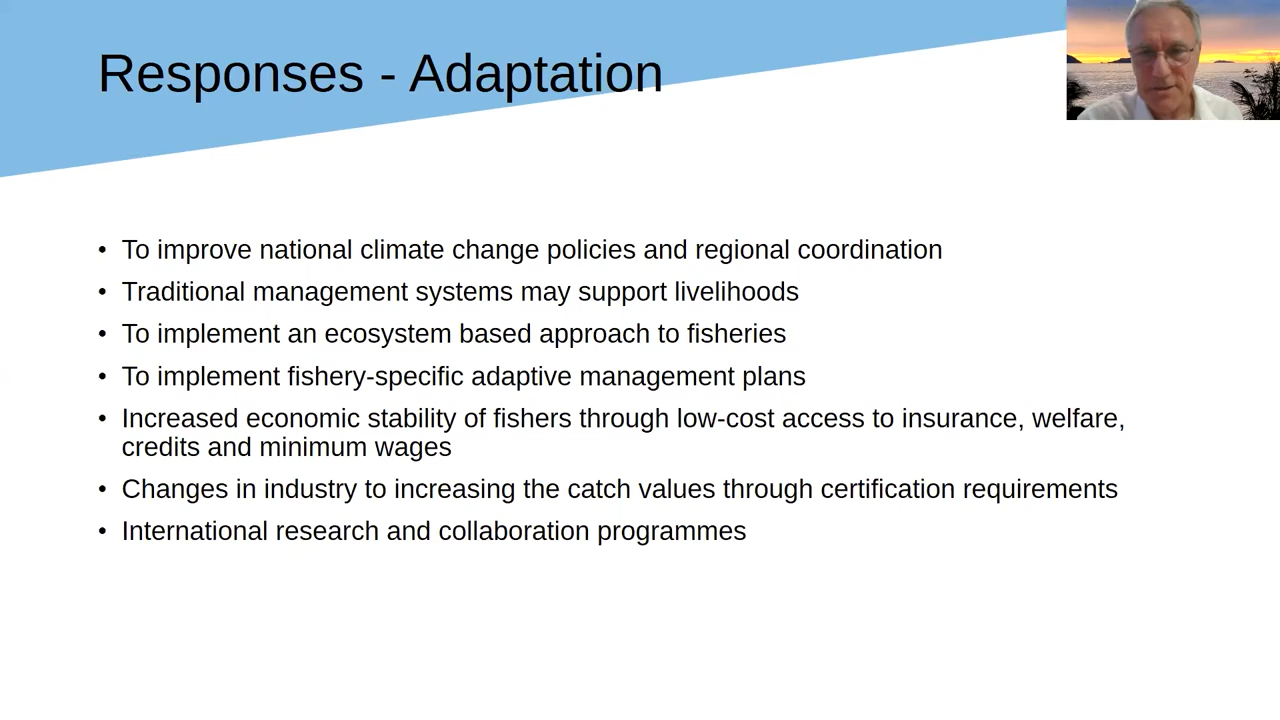 Responses - Adaptation
• To improve national climate change policies and regional coordination
• Traditional management systems may support livelihoods
• To implement an ecosystem based approach to fisheries
• To implement fishery-specific adaptive management plans
• Increased economic stability of fishers through low-cost access to insurance, welfare,
credits and minimum wages
• Changes in industry to increasing the catch values through certification requirements
• International research and collaboration programmes